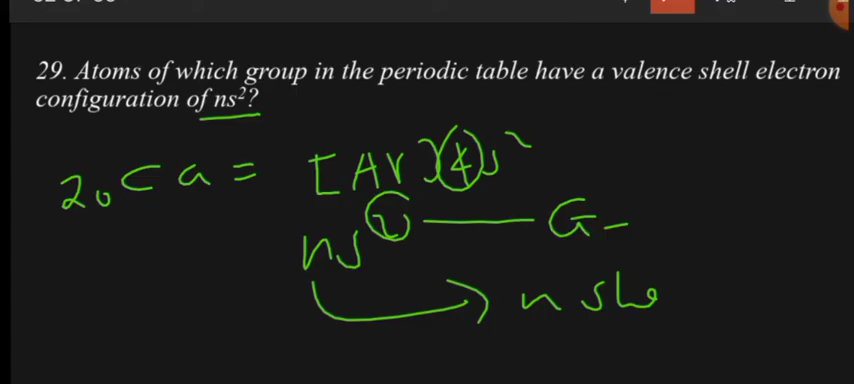 29. Atoms of which group in the periodic table have a valence shell electron
configuration of ns²?
₂₀Ca = [Ar]4s²
ns² — G-
n she